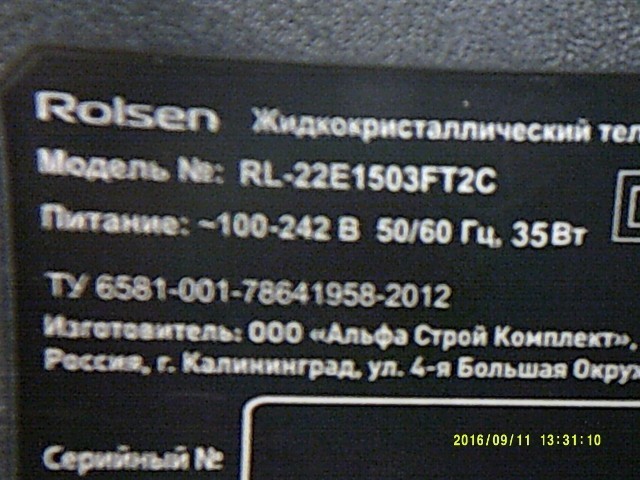 Rolsen Жидкокристаллический тел
Модель №: RL-22E1503FT2C
Питание: ~100-242 В 50/60 Гц, 35Вт
ТУ 6581-001-78641958-2012
Изготовитель: ООО «Альфа Строй Комплект»,
Россия, г. Калининград, ул. 4-я Большая Окруж
Серийный №
2016/09/11 13:31:10